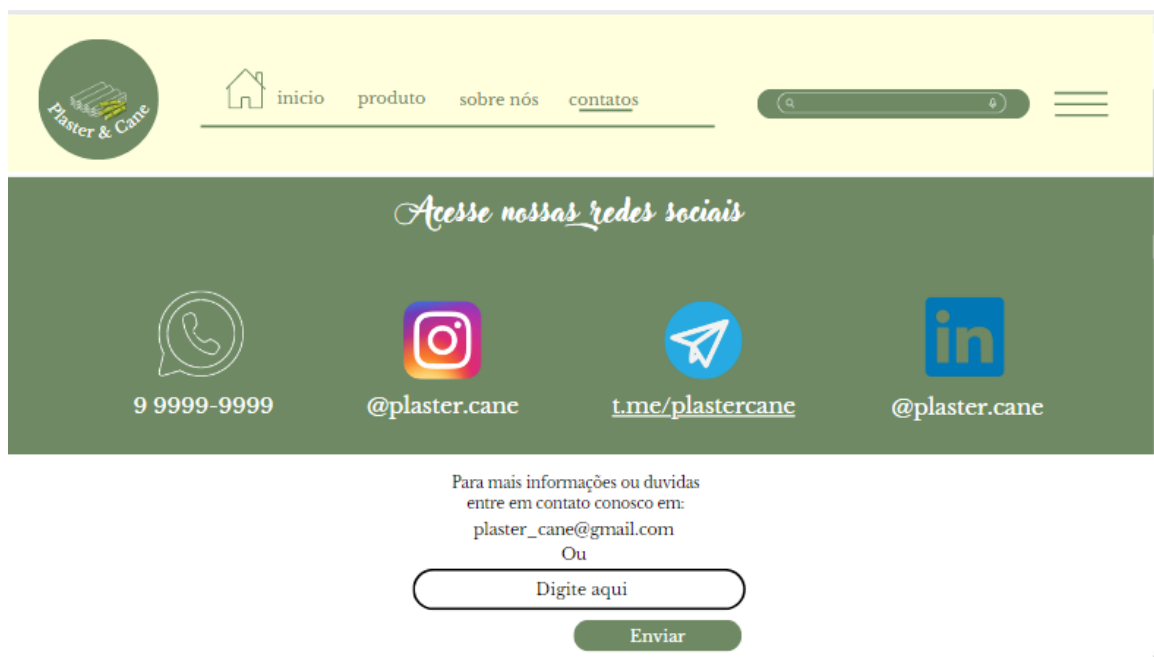 Plaster & Cane
inicio produto sobre nós contatos
Acesse nossas redes sociais
9 9999-9999 @plaster.cane t.me/plastercane @plaster.cane
Para mais informações ou duvidas
entre em contato conosco em:
plaster_cane@gmail.com
Ou
Digite aqui
Enviar